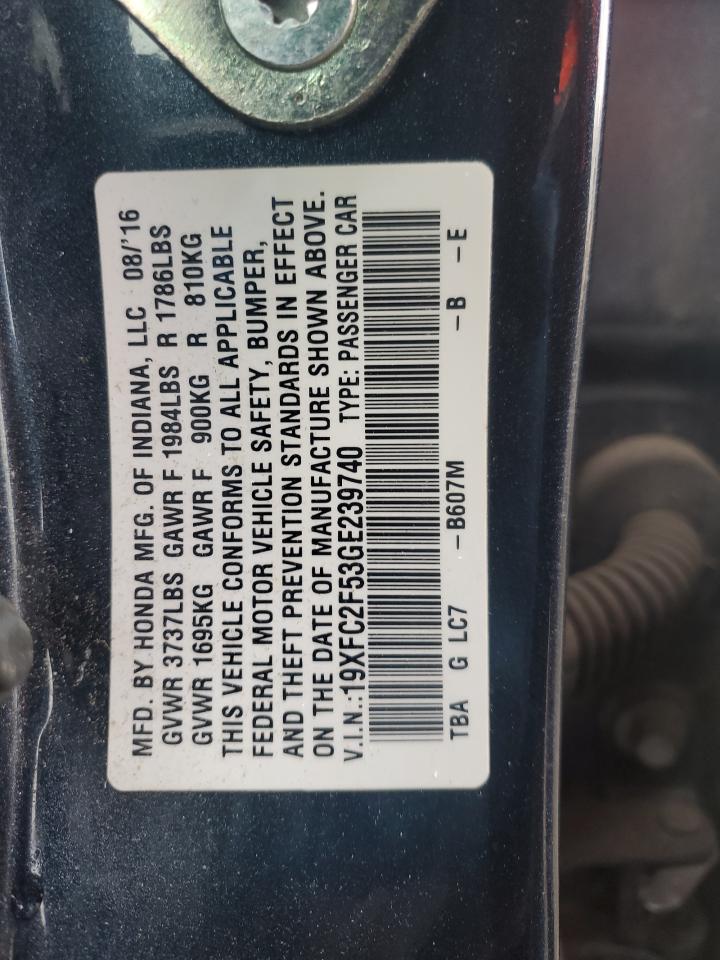 MFD. BY HONDA MFG. OF INDIANA, LLC 08/'16
GVWR 3737LBS GAWR F 1984LBS R 1786LBS
GVWR 1695KG GAWR F 900KG R 810KG
THIS VEHICLE CONFORMS TO ALL APPLICABLE
FEDERAL MOTOR VEHICLE SAFETY, BUMPER,
AND THEFT PREVENTION STANDARDS IN EFFECT
ON THE DATE OF MANUFACTURE SHOWN ABOVE.
V.I.N.:19XFC2F53GE239740 TYPE: PASSENGER CAR
TBA G LC7 -B607M -B -E